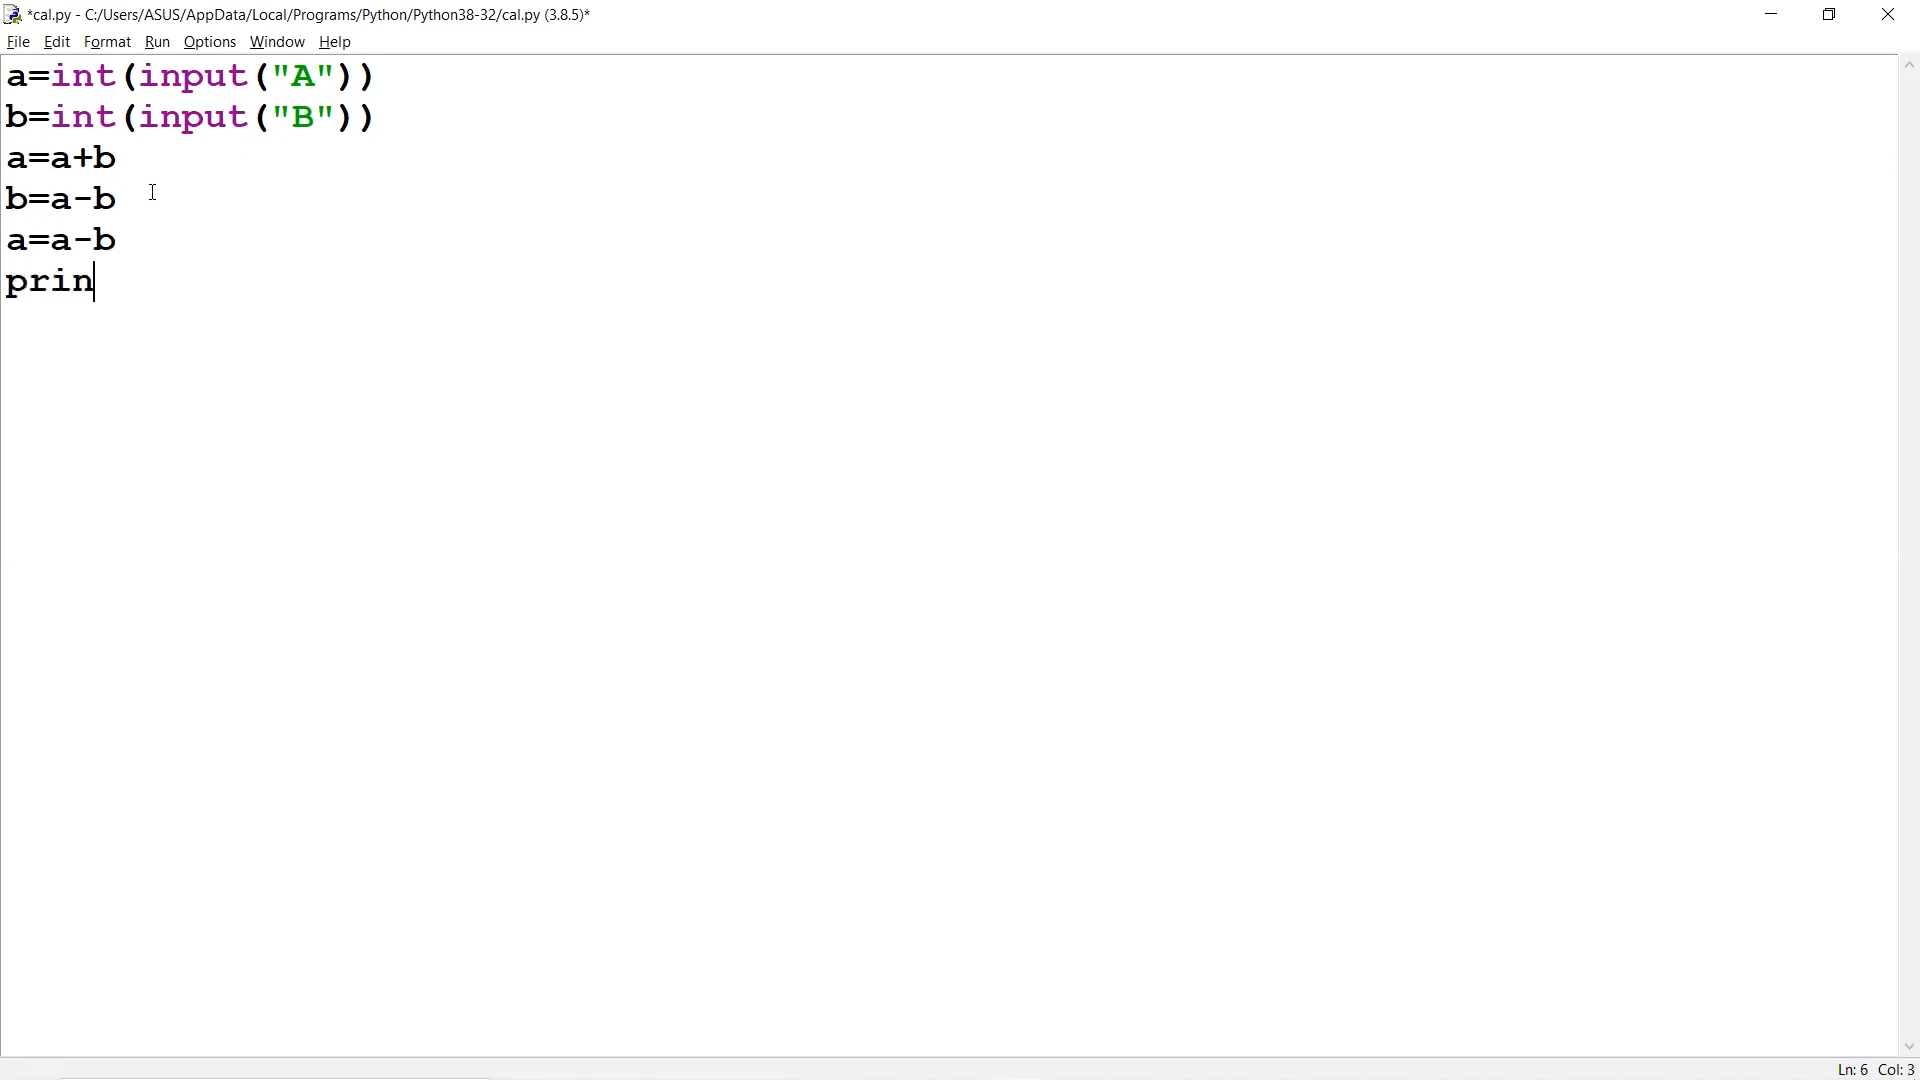 *cal.py - C:/Users/ASUS/AppData/Local/Programs/Python/Python38-32/cal.py (3.8.5)*
File Edit Format Run Options Window Help
a=int(input("A"))
b=int(input("B"))
a=a+b
b=a-b
a=a-b
prin
Ln: 6 Col: 3